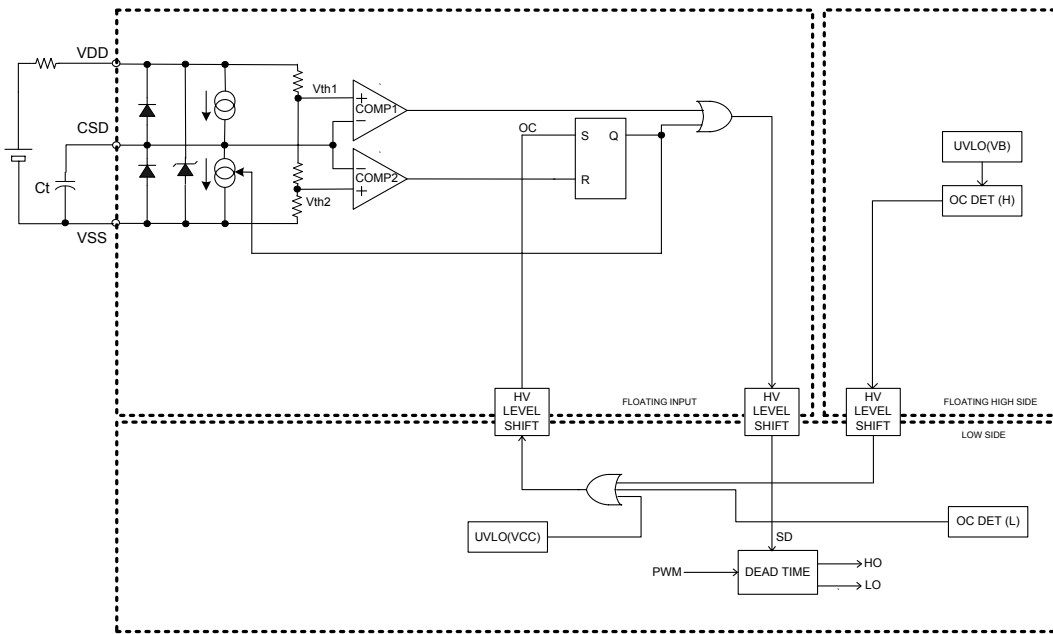 VDD
Vth1
COMP1
CSD
OC
S
Q
UVLO(VB)
COMP2
R
Ct
OC DET (H)
Vth2
VSS
HV
LEVEL
SHIFT
FLOATING INPUT
HV
LEVEL
SHIFT
HV
LEVEL
SHIFT
FLOATING HIGH SIDE
LOW SIDE
UVLO(VCC)
OC DET (L)
SD
PWM
DEAD TIME
HO
LO